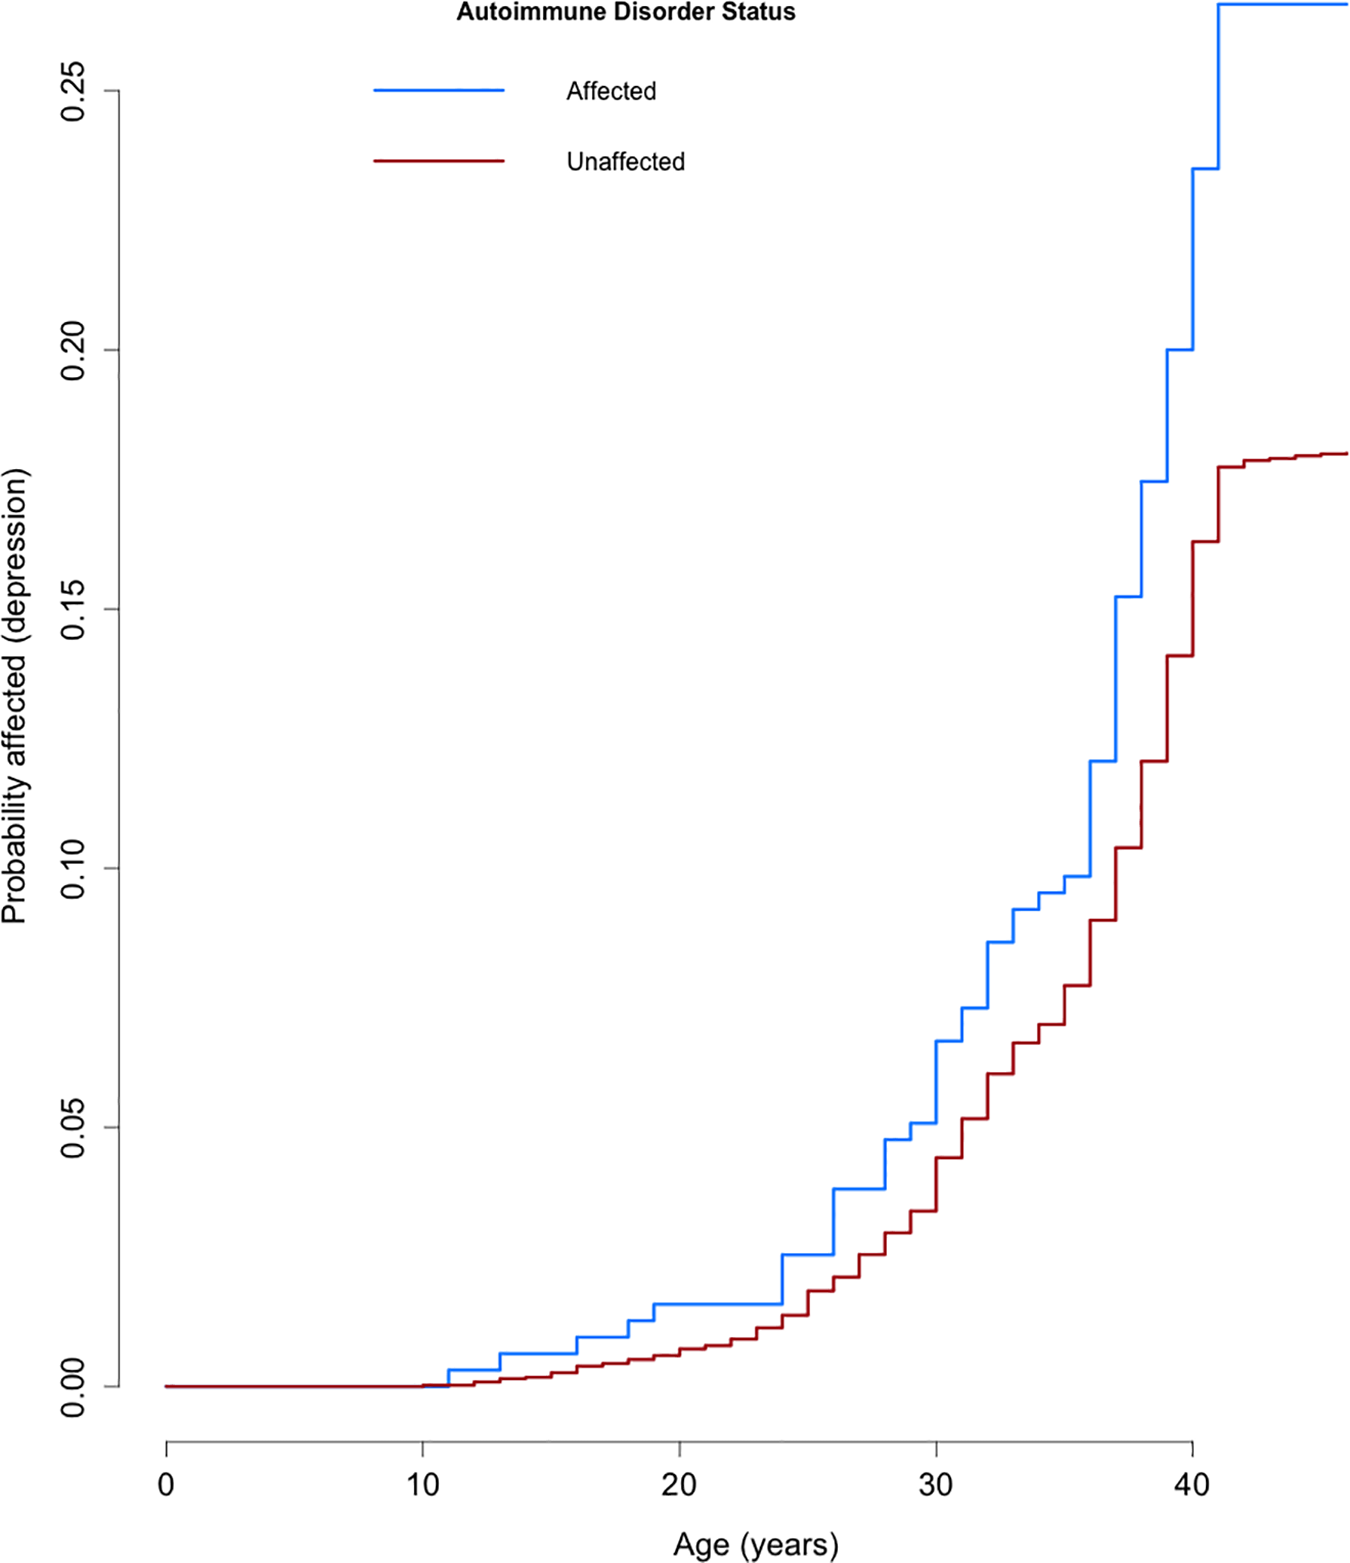 Autoimmune Disorder Status
Affected
Unaffected
Probability affected (depression)
0.25
0.20
0.15
0.10
0.05
0.00
0 10 20 30 40
Age (years)